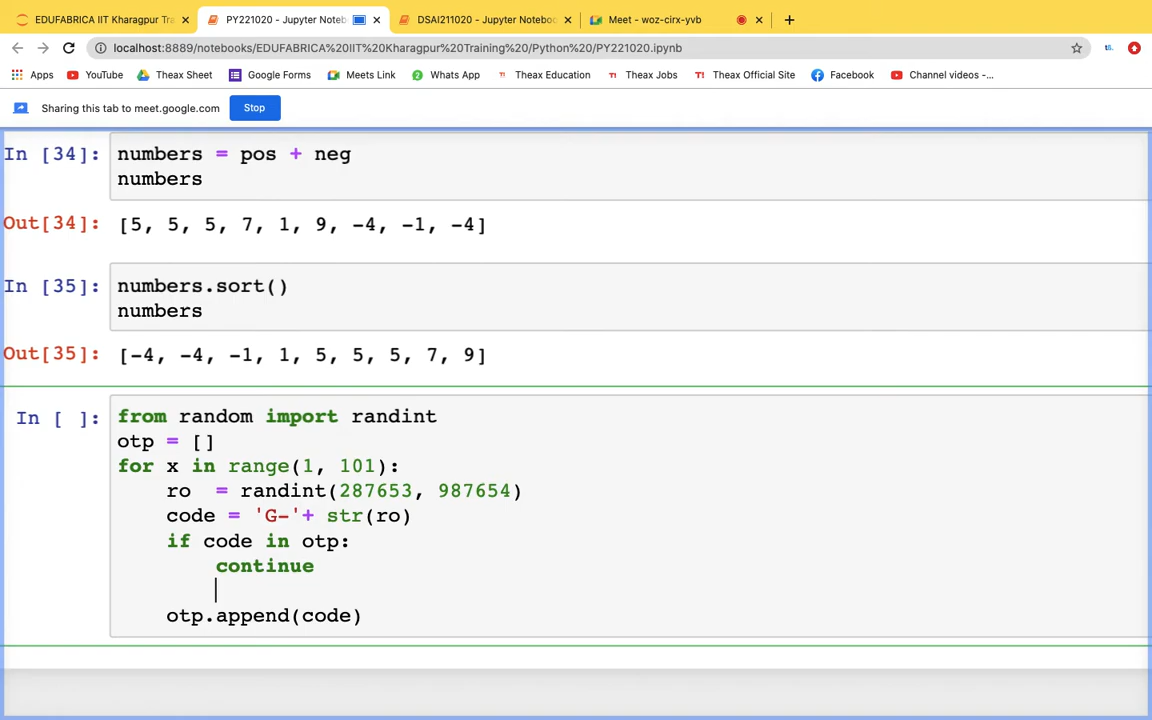 EDUFABRICA IIT Kharagpur Tra
PY221020 - Jupyter Noteb
DSAI211020 - Jupyter Noteboo
Meet - woz-cirx-yvb
localhost:8889/notebooks/EDUFABRICA%20IIT%20Kharagpur%20Training%20/Python%20/PY221020.ipynb
Apps YouTube Theax Sheet Google Forms Meets Link Whats App Theax Education Theax Jobs Theax Official Site Facebook Channel videos -...
Sharing this tab to meet.google.com Stop
In [34]: numbers = pos + neg
numbers
Out[34]: [5, 5, 5, 7, 1, 9, -4, -1, -4]
In [35]: numbers.sort()
numbers
Out[35]: [-4, -4, -1, 1, 5, 5, 5, 7, 9]
In [ ]: from random import randint
otp = []
for x in range(1, 101):
ro = randint(287653, 987654)
code = 'G-'+ str(ro)
if code in otp:
continue
otp.append(code)